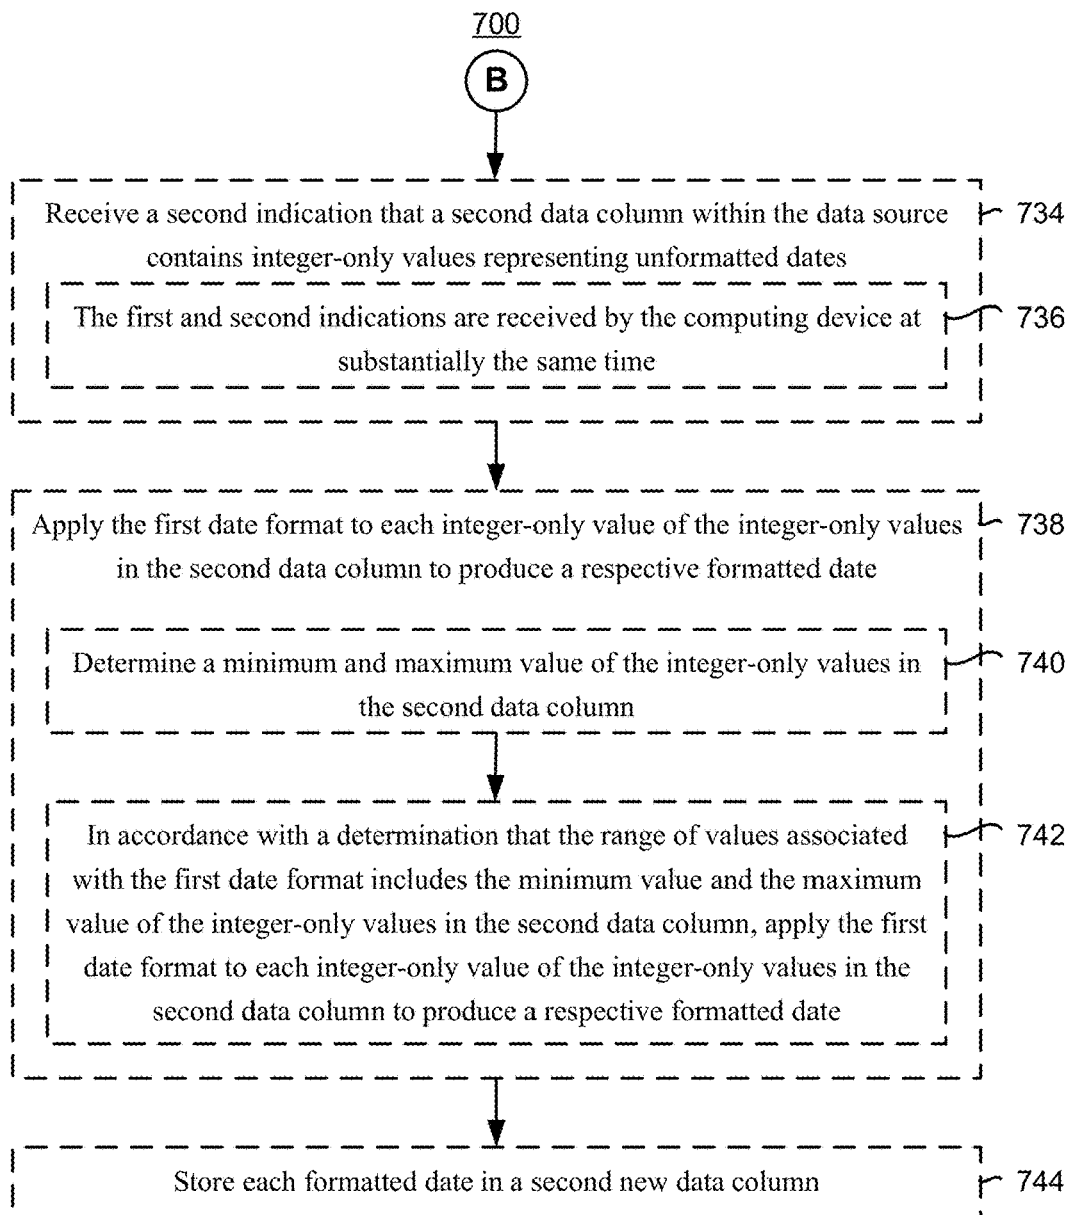 700
B
Receive a second indication that a second data column within the data source
contains integer-only values representing unformatted dates
734
The first and second indications are received by the computing device at
substantially the same time
736
Apply the first date format to each integer-only value of the integer-only values
in the second data column to produce a respective formatted date
738
Determine a minimum and maximum value of the integer-only values in
the second data column
740
In accordance with a determination that the range of values associated
with the first date format includes the minimum value and the maximum
value of the integer-only values in the second data column, apply the first
date format to each integer-only value of the integer-only values in the
second data column to produce a respective formatted date
742
Store each formatted date in a second new data column
744